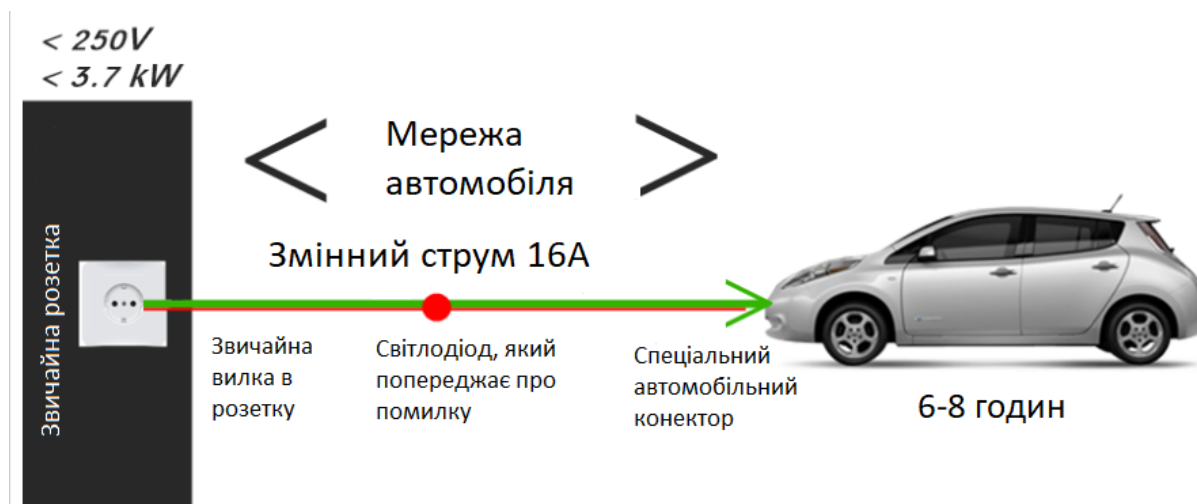 < 250V
< 3.7 kW
Мережа
автомобіля
Змінний струм 16А
Звичайна розетка
Звичайна
вилка в
розетку
Світлодіод, який
попереджає про
помилку
Спеціальний
автомобільний
конектор
6-8 годин